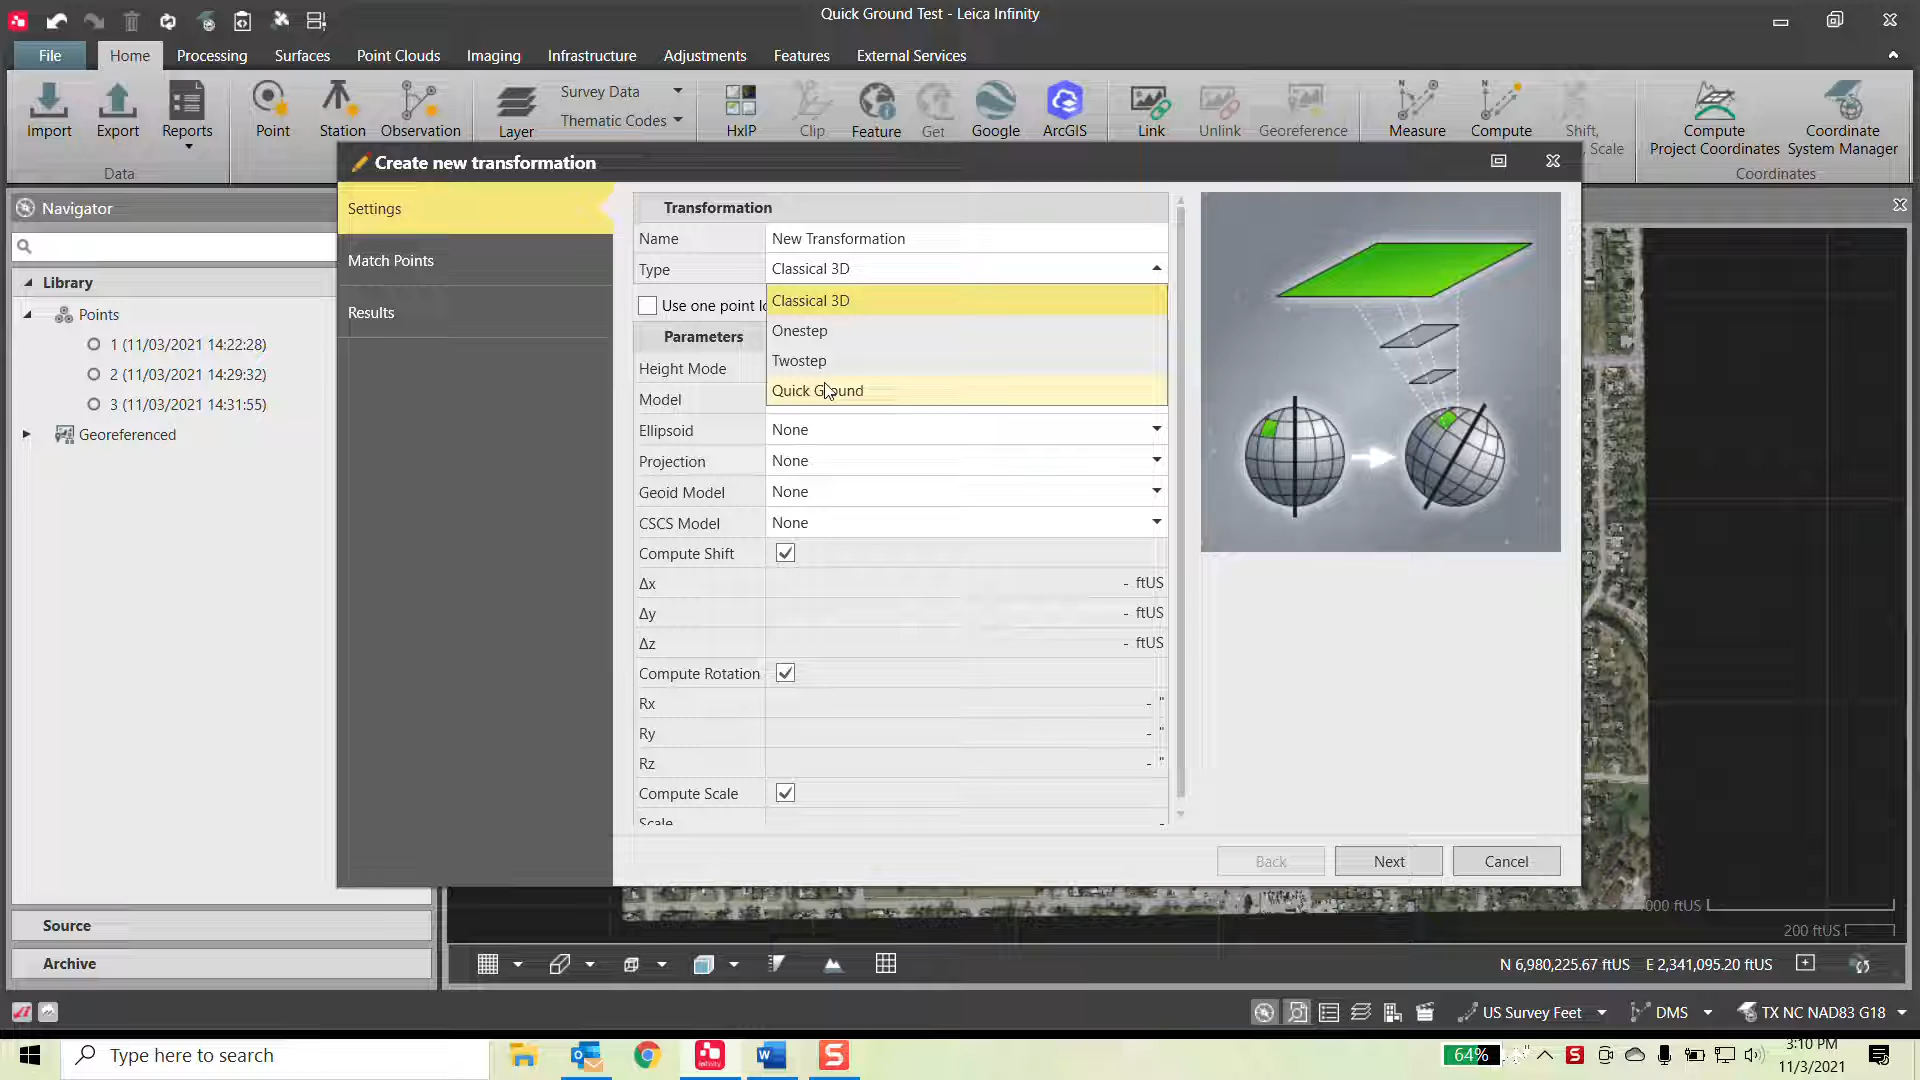 Quick Ground Test - Leica Infinity
File
Home
Processing
Surfaces
Point Clouds
Imaging
Infrastructure
Adjustments
Features
External Services
Import
Export
Reports
Data
Point
Station
Observation
Layer
Survey Data
Thematic Codes
HxIP
Clip
Feature
Get
Google
ArcGIS
Link
Unlink
Georeference
Measure
Compute
Shift,
, Scale
Compute
Project Coordinates
Coordinate
System Manager
Coordinates
Navigator
Library
Points
1 (11/03/2021 14:22:28)
2 (11/03/2021 14:29:32)
3 (11/03/2021 14:31:55)
Georeferenced
Source
Archive
Create new transformation
Settings
Match Points
Results
Transformation
Name New Transformation
Type Classical 3D
Use one point lo
Classical 3D
Onestep
Twostep
Quick Ground
Parameters
Height Mode
Model
Ellipsoid None
Projection None
Geoid Model None
CSCS Model None
Compute Shift
Δx - ftUS
Δy - ftUS
Δz - ftUS
Compute Rotation
Rx - "
Ry - "
Rz - "
Compute Scale
Scale -
Back
Next
Cancel
000 ftUS
200 ftUS
N 6,980,225.67 ftUS E 2,341,095.20 ftUS
US Survey Feet
DMS
TX NC NAD83 G18
Type here to search
64%
3:10 PM
11/3/2021